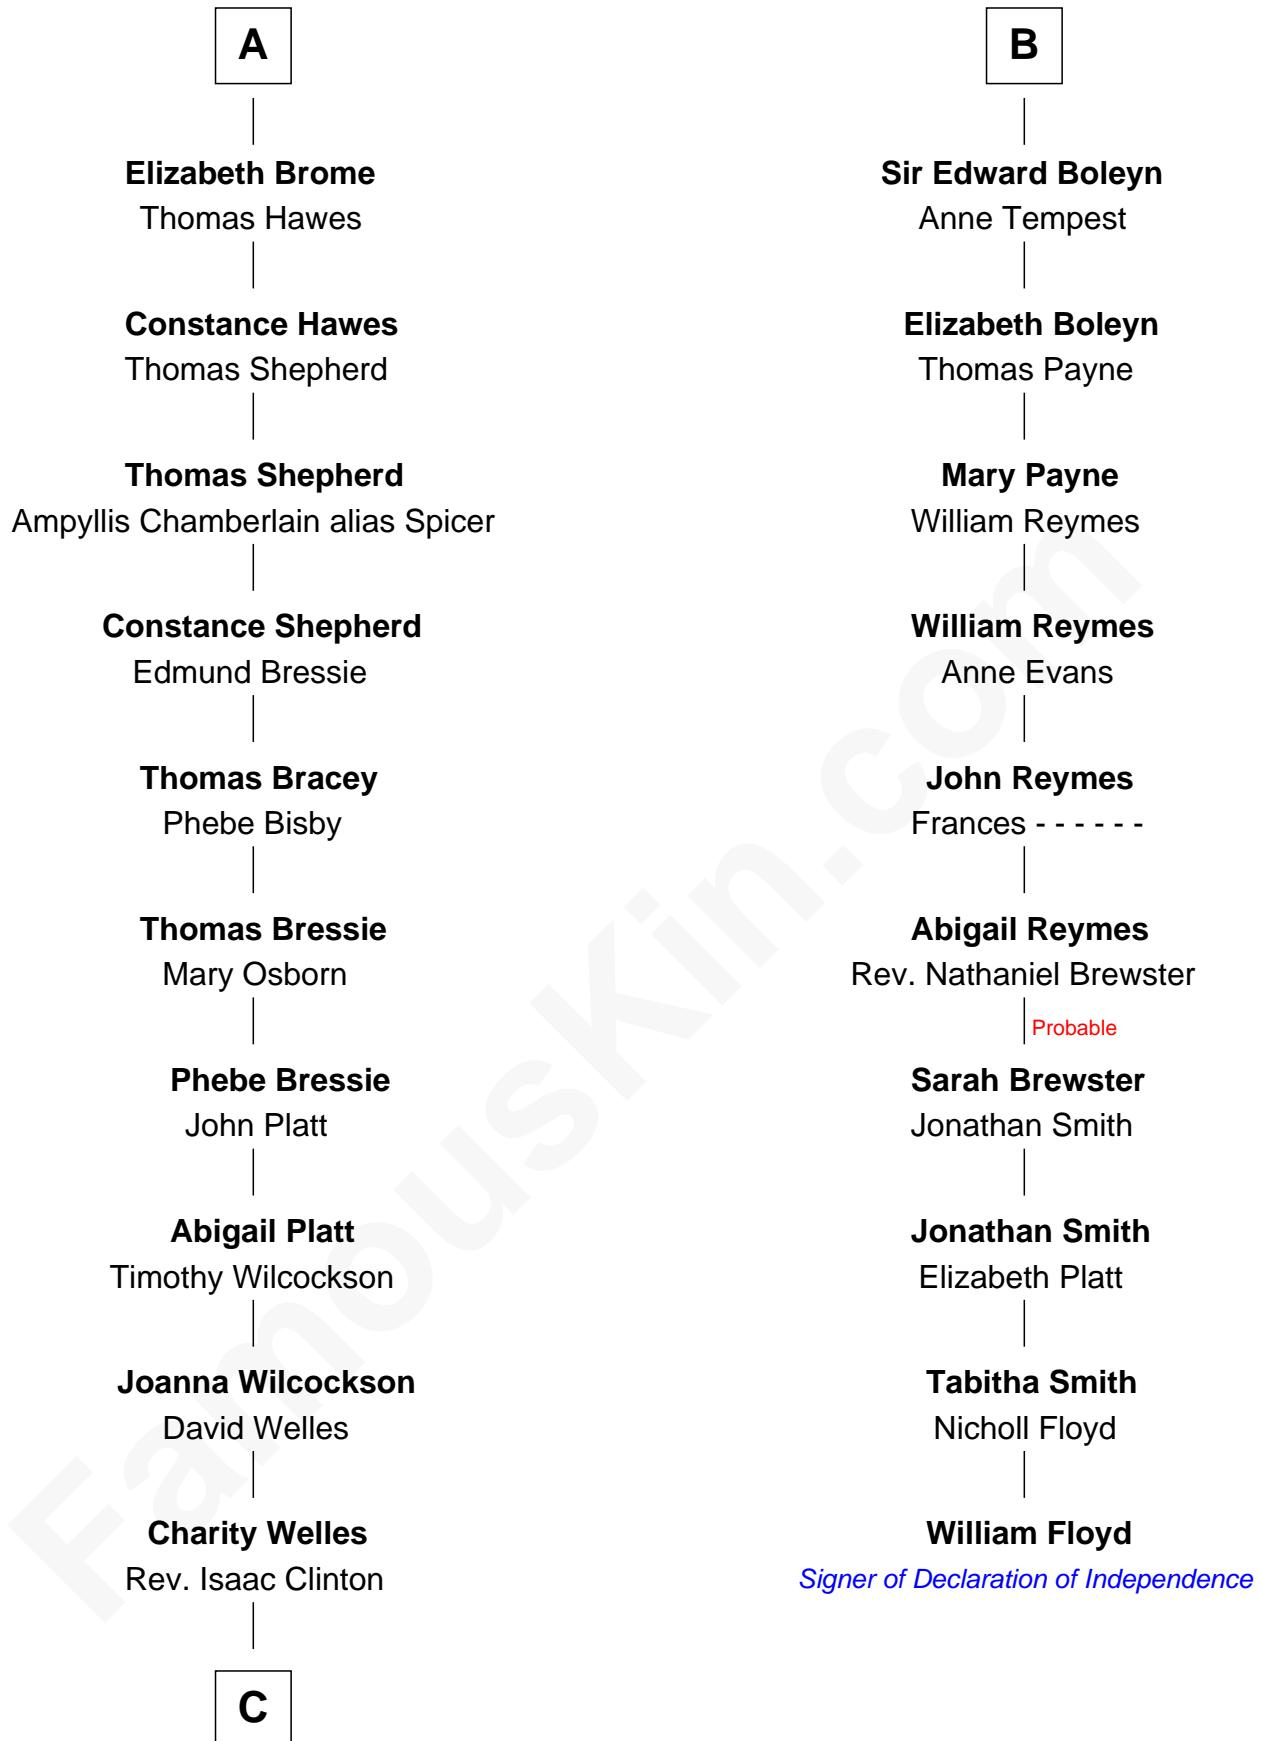 A
Elizabeth Brome
Thomas Hawes
Constance Hawes
Thomas Shepherd
Thomas Shepherd
Ampyllis Chamberlain alias Spicer
Constance Shepherd
Edmund Bressie
Thomas Bracey
Phebe Bisby
Thomas Bressie
Mary Osborn
Phebe Bressie
John Platt
Abigail Platt
Timothy Wilcockson
Joanna Wilcockson
David Welles
Charity Welles
Rev. Isaac Clinton
C
B
Sir Edward Boleyn
Anne Tempest
Elizabeth Boleyn
Thomas Payne
Mary Payne
William Reymes
William Reymes
Anne Evans
John Reymes
Frances - - - - - -
Abigail Reymes
Rev. Nathaniel Brewster
Probable
Sarah Brewster
Jonathan Smith
Jonathan Smith
Elizabeth Platt
Tabitha Smith
Nicholl Floyd
William Floyd
Signer of Declaration of Independence
FamousKin.com